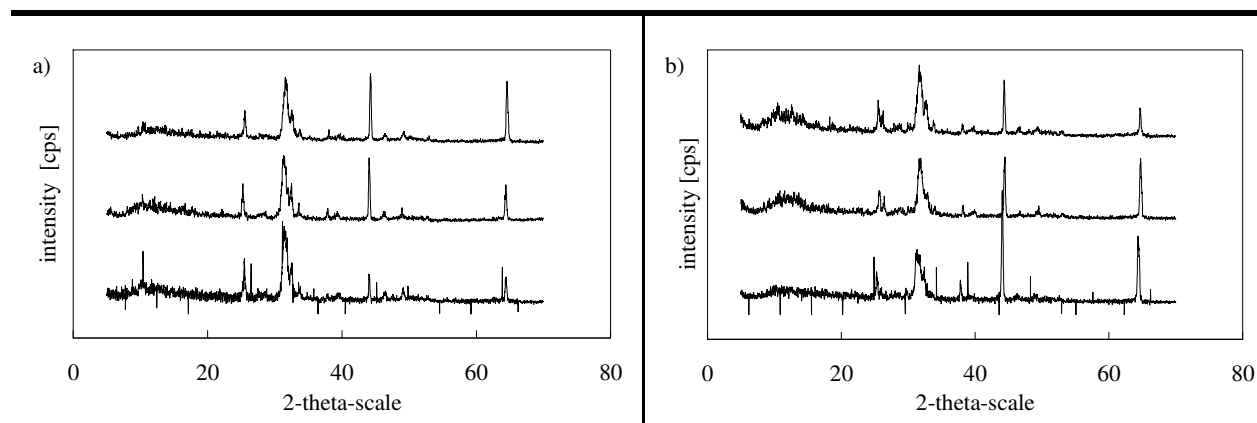 a)
intensity [cps]
0 20 40 60 80
2-theta-scale
b)
intensity [cps]
0 20 40 60 80
2-theta-scale